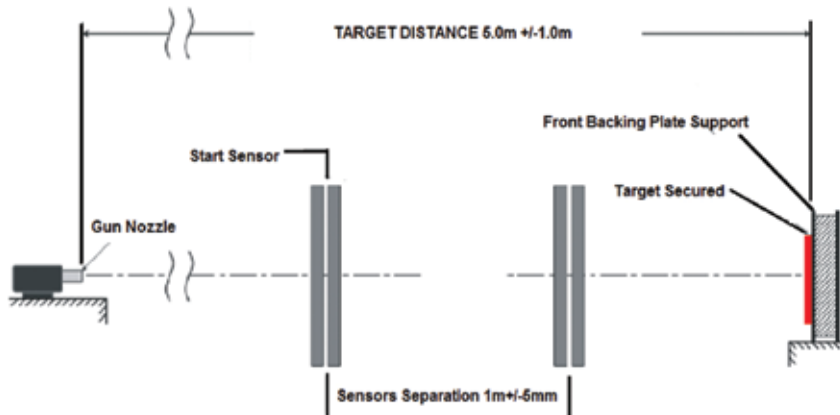 TARGET DISTANCE 5.0m +/-1.0m
Front Backing Plate Support
Start Sensor
Target Secured
Gun Nozzle
Sensors Separation 1m+/-5mm